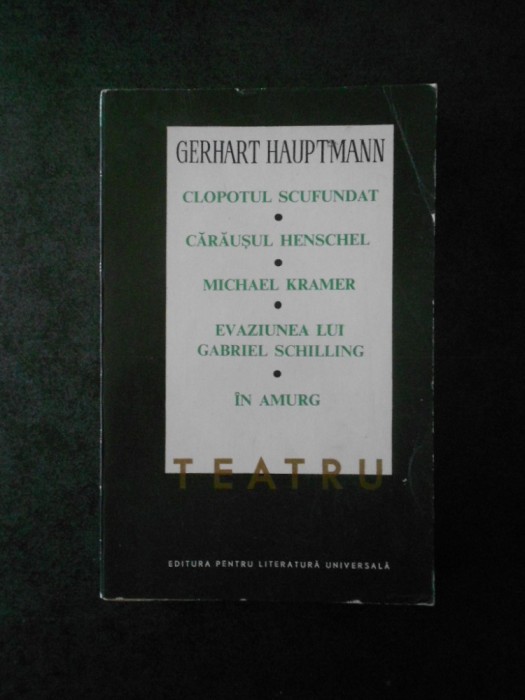 GERHART HAUPTMANN
CLOPOTUL SCUFUNDAT
•
CĂRĂUȘUL HENSCHEL
•
MICHAEL KRAMER
•
EVAZIUNEA LUI
GABRIEL SCHILLING
•
ÎN AMURG
TEATRU
EDITURA PENTRU LITERATURĂ UNIVERSALĂ